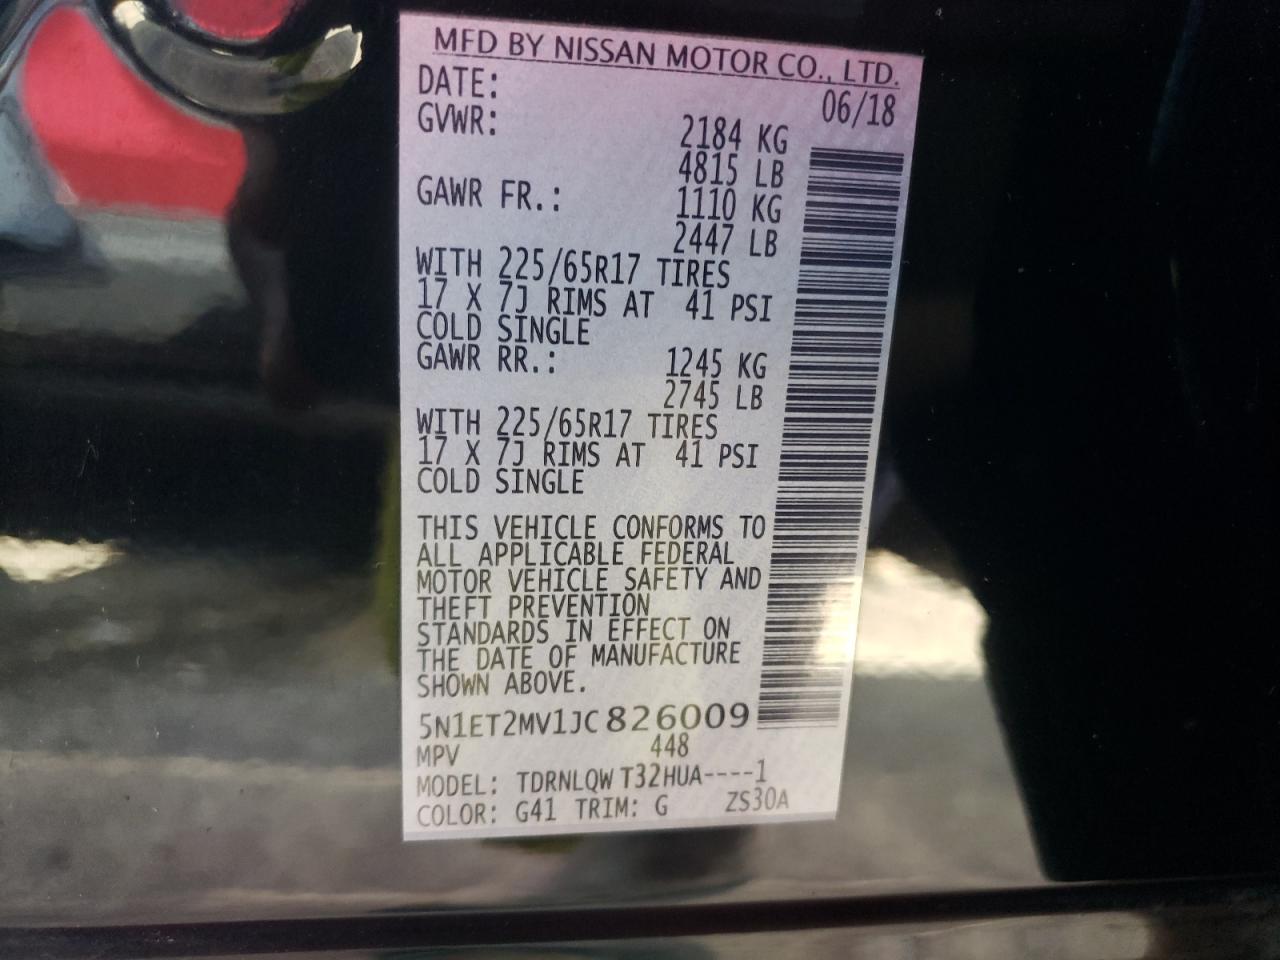 MFD BY NISSAN MOTOR CO., LTD.
DATE: 06/18
GVWR: 2184 KG
4815 LB
GAWR FR.: 1110 KG
2447 LB
WITH 225/65R17 TIRES
17 X 7J RIMS AT 41 PSI
COLD SINGLE
GAWR RR.: 1245 KG
2745 LB
WITH 225/65R17 TIRES
17 X 7J RIMS AT 41 PSI
COLD SINGLE
THIS VEHICLE CONFORMS TO
ALL APPLICABLE FEDERAL
MOTOR VEHICLE SAFETY AND
THEFT PREVENTION
STANDARDS IN EFFECT ON
THE DATE OF MANUFACTURE
SHOWN ABOVE.
5N1ET2MV1JC826009
MPV 448
MODEL: TDRNLQW T32HUA----1
COLOR: G41 TRIM: G ZS30A